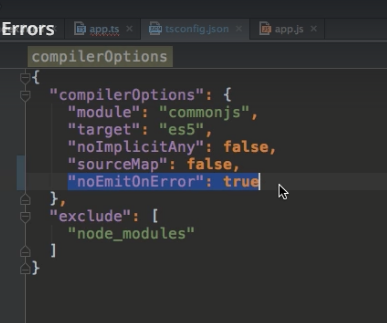 Errors
app.ts tsconfig.json app.js
compilerOptions
{
"compilerOptions": {
"module": "commonjs",
"target": "es5",
"noImplicitAny": false,
"sourceMap": false,
"noEmitOnError": true
},
"exclude": [
"node_modules"
]
}